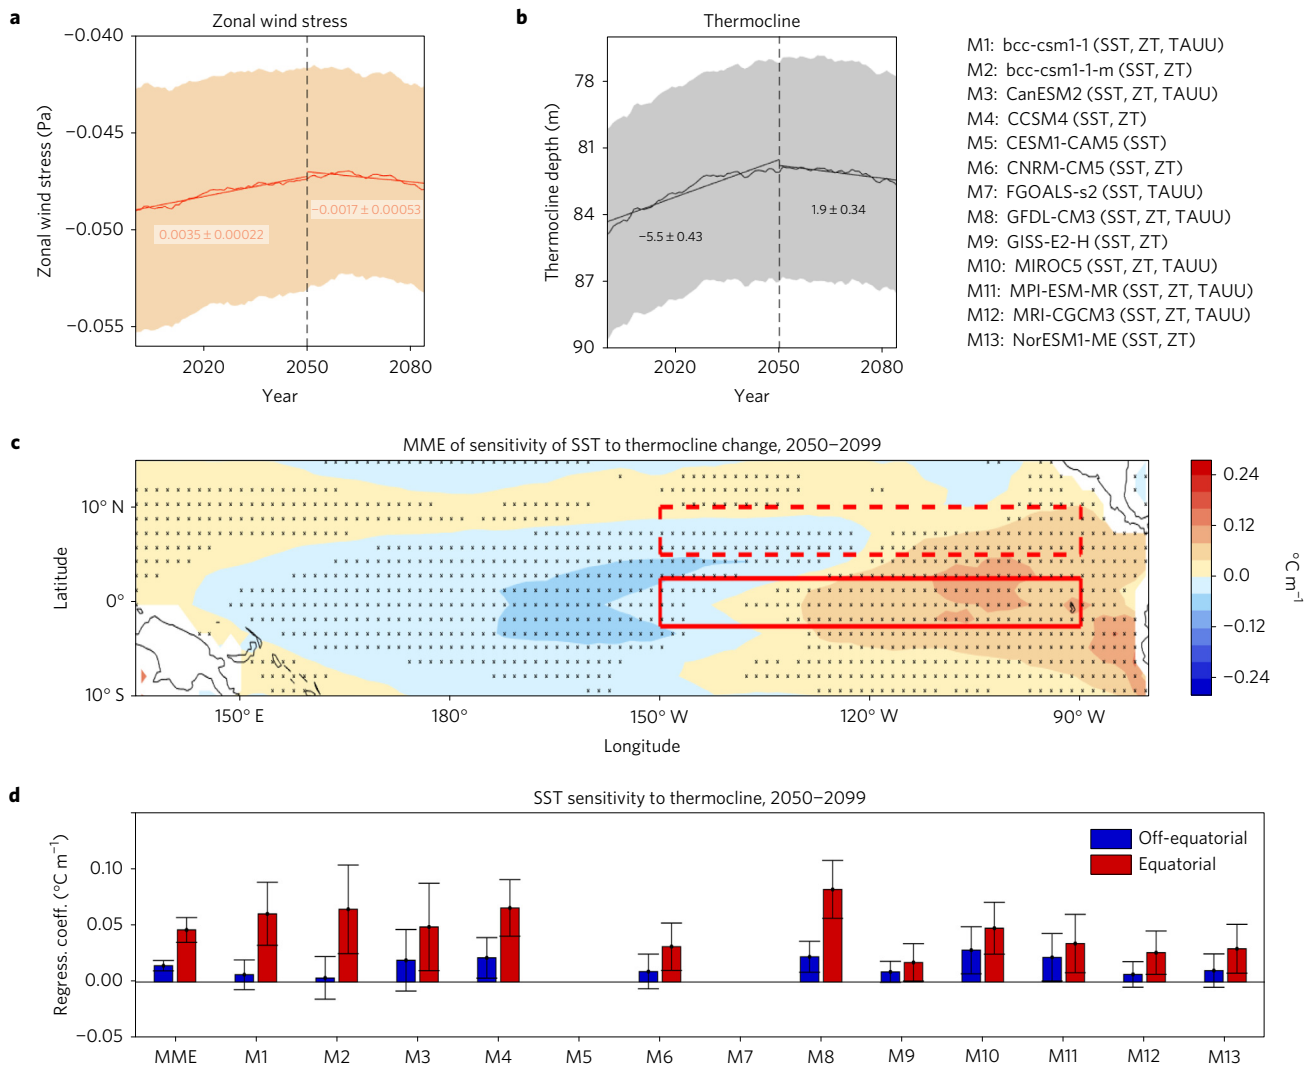 a
Zonal wind stress
−0.040
−0.045
−0.050
−0.055
Zonal wind stress (Pa)
0.0035 ± 0.00022
−0.0017 ± 0.00053
2020
2050
2080
Year
b
Thermocline
78
81
84
87
90
Thermocline depth (m)
−5.5 ± 0.43
1.9 ± 0.34
2020
2050
2080
Year
M1: bcc-csm1-1 (SST, ZT, TAUU)
M2: bcc-csm1-1-m (SST, ZT)
M3: CanESM2 (SST, ZT, TAUU)
M4: CCSM4 (SST, ZT)
M5: CESM1-CAM5 (SST)
M6: CNRM-CM5 (SST, ZT)
M7: FGOALS-s2 (SST, TAUU)
M8: GFDL-CM3 (SST, ZT, TAUU)
M9: GISS-E2-H (SST, ZT)
M10: MIROC5 (SST, ZT, TAUU)
M11: MPI-ESM-MR (SST, ZT, TAUU)
M12: MRI-CGCM3 (SST, ZT, TAUU)
M13: NorESM1-ME (SST, ZT)
c
MME of sensitivity of SST to thermocline change, 2050−2099
10° N
0°
10° S
Latitude
150° E
180°
150° W
120° W
90° W
Longitude
0.24
0.12
0.0
−0.12
−0.24
°C m⁻¹
d
SST sensitivity to thermocline, 2050−2099
0.10
0.05
0.00
−0.05
Regress. coeff. (°C m⁻¹)
Off-equatorial
Equatorial
MME
M1
M2
M3
M4
M5
M6
M7
M8
M9
M10
M11
M12
M13